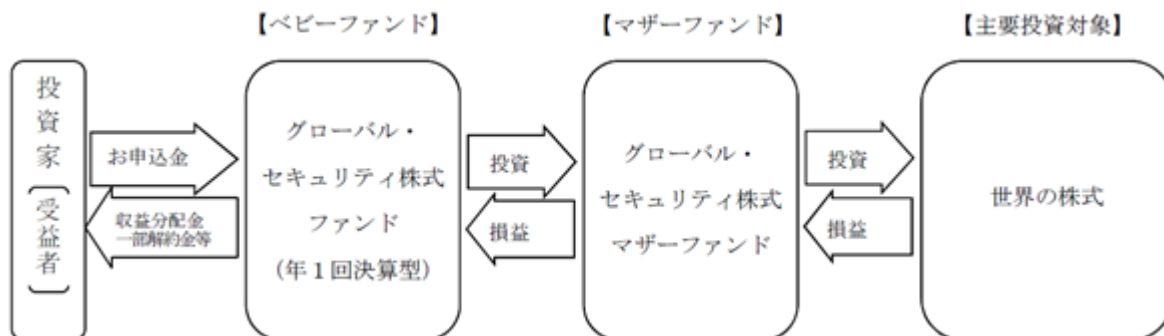 【ベビーファンド】
【マザーファンド】
【主要投資対象】
投資家
(受益者)
お申込金
収益分配金
一部解約金等
グローバル・
セキュリティ株式
ファンド
(年1回決算型)
投資
損益
グローバル・
セキュリティ株式
マザーファンド
投資
損益
世界の株式